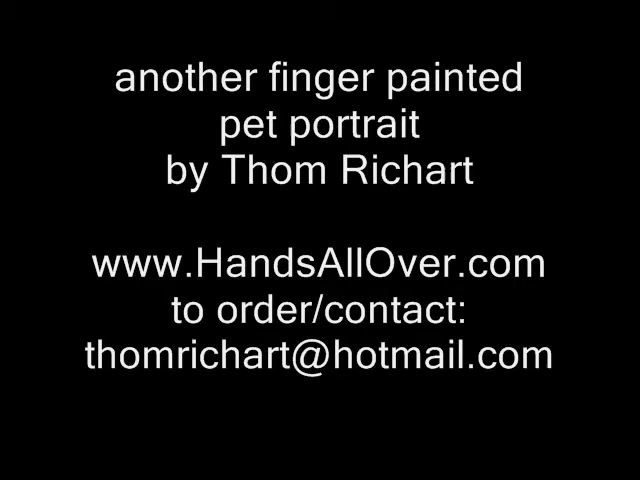 another finger painted
pet portrait
by Thom Richart
www.HandsAllOver.com
to order/contact:
thomrichart@hotmail.com